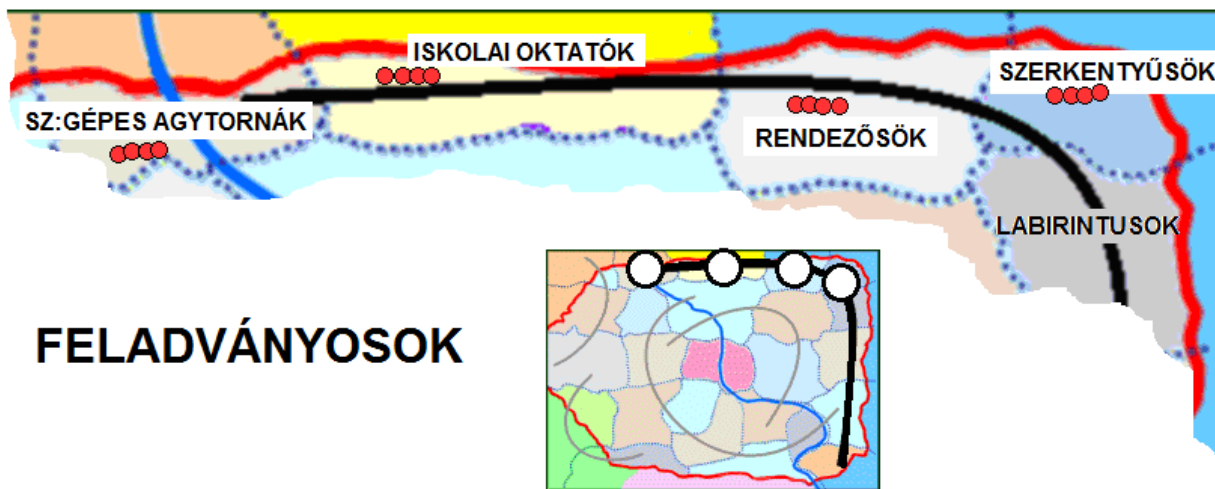 ISKOLAI OKTATÓK
SZERKENTYŰSÖK
SZ:GÉPES AGYTORNÁK
RENDEZŐSÖK
LABIRINTUSOK
FELADVÁNYOSOK